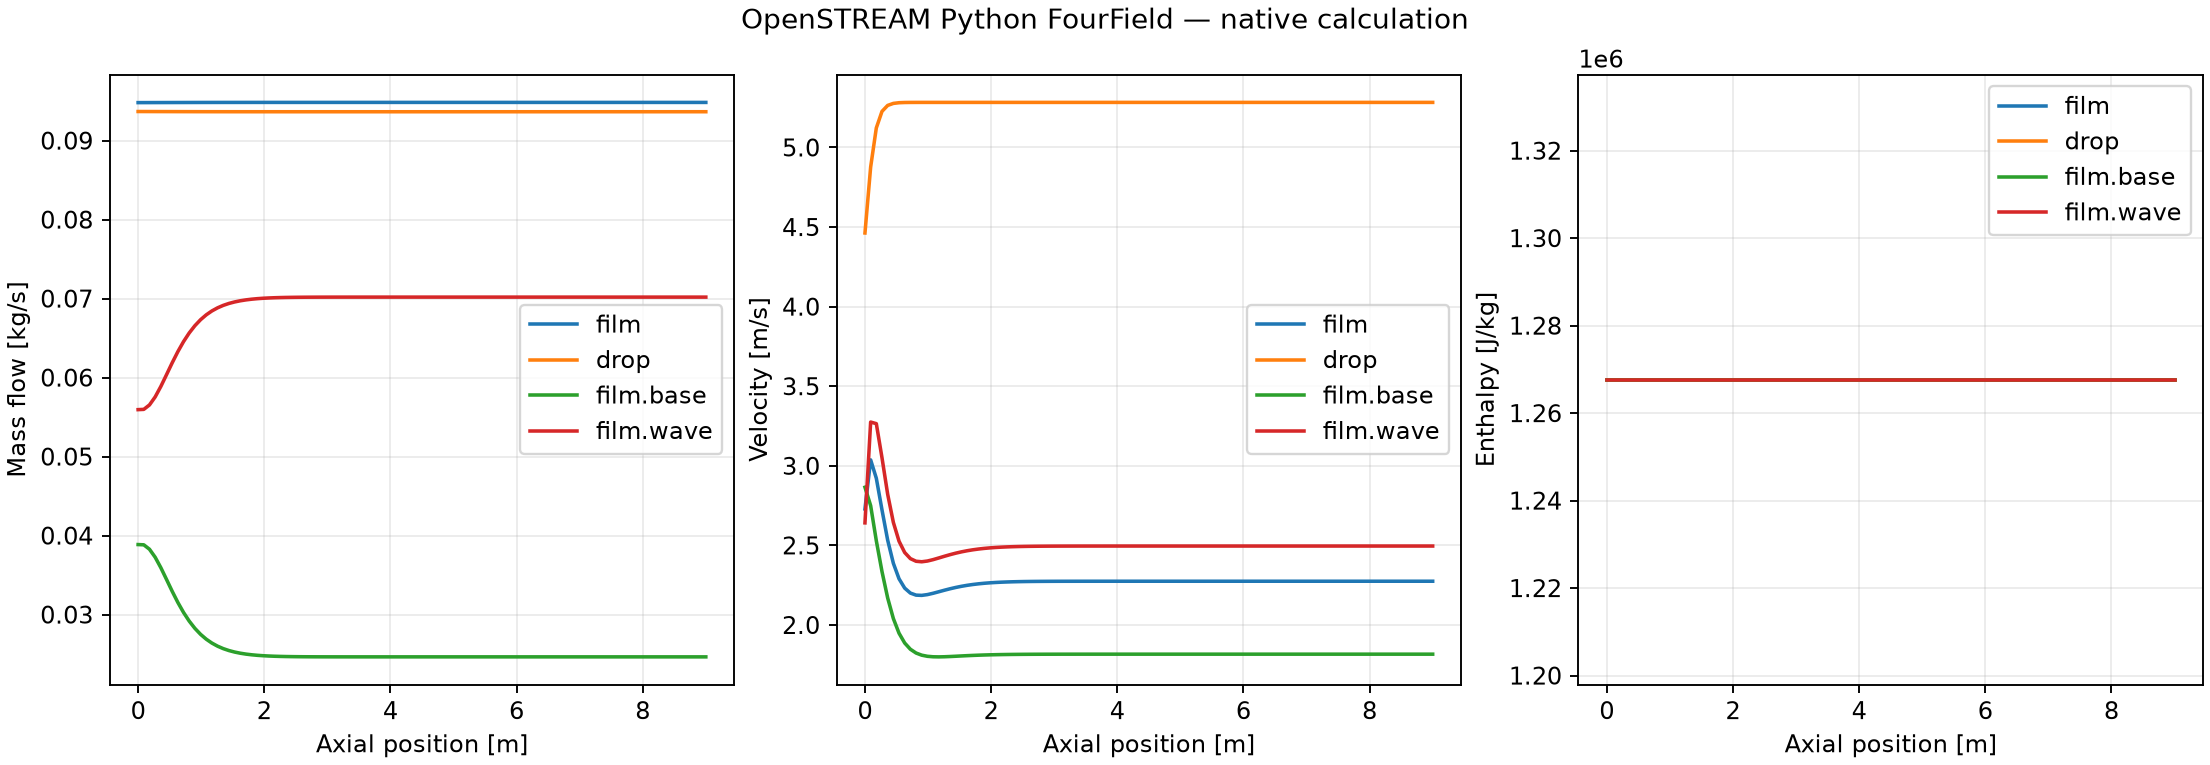 OpenSTREAM Python FourField — native calculation
Mass flow [kg/s]
0.09
0.08
0.07
0.06
0.05
0.04
0.03
film
drop
film.base
film.wave
0 2 4 6 8
Axial position [m]
Velocity [m/s]
5.0
4.5
4.0
3.5
3.0
2.5
2.0
film
drop
film.base
film.wave
0 2 4 6 8
Axial position [m]
1e6
Enthalpy [J/kg]
1.32
1.30
1.28
1.26
1.24
1.22
1.20
film
drop
film.base
film.wave
0 2 4 6 8
Axial position [m]